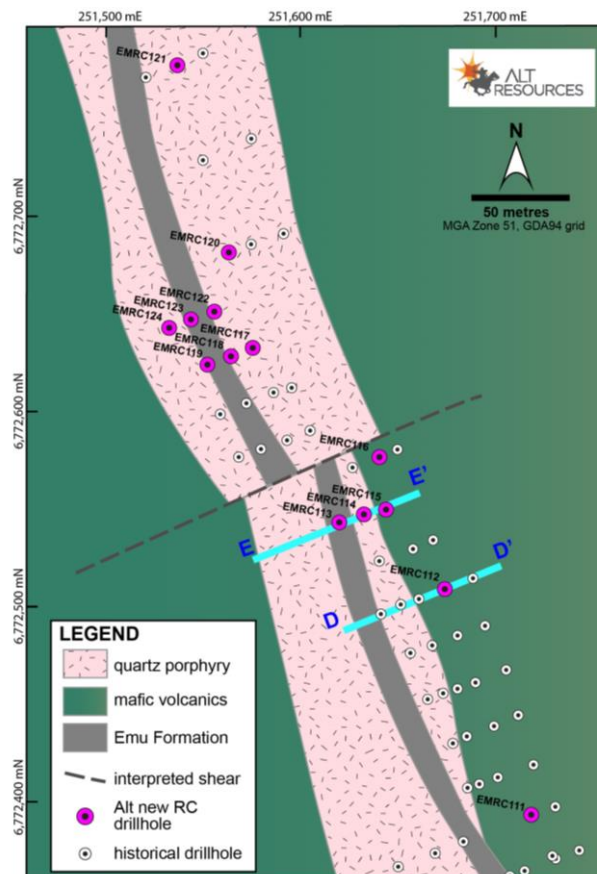 251,500 mE
251,600 mE
251,700 mE
EMRC121
ALT
RESOURCES
N
50 metres
MGA Zone 51, GDA94 grid
6,772,700 mN
EMRC120
EMRC122
EMRC123
EMRC124
EMRC117
EMRC118
EMRC119
6,772,600 mN
EMRC116
E'
EMRC115
EMRC114
EMRC113
E
D'
EMRC112
6,772,500 mN
D
LEGEND
quartz porphyry
mafic volcanics
Emu Formation
interpreted shear
Alt new RC
drillhole
historical drillhole
6,772,400 mN
EMRC111